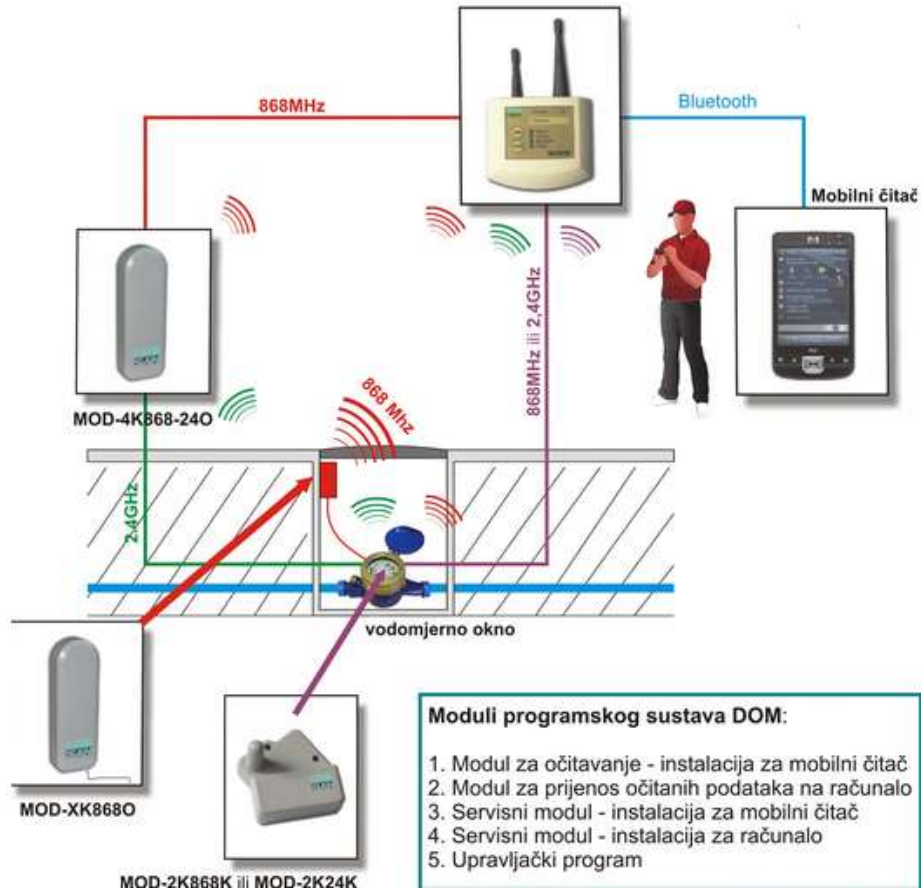 868MHz
Bluetooth
Mobilni čitač
868MHz ili 2,4GHz
MOD-4K868-24O
868 Mhz
2.4GHz
vodomjerno okno
MOD-XK868O
MOD-2K868K ili MOD-2K24K
Moduli programskog sustava DOM:
1. Modul za očitavanje - instalacija za mobilni čitač
2. Modul za prijenos očitanih podataka na računalo
3. Servisni modul - instalacija za mobilni čitač
4. Servisni modul - instalacija za računalo
5. Upravljački program